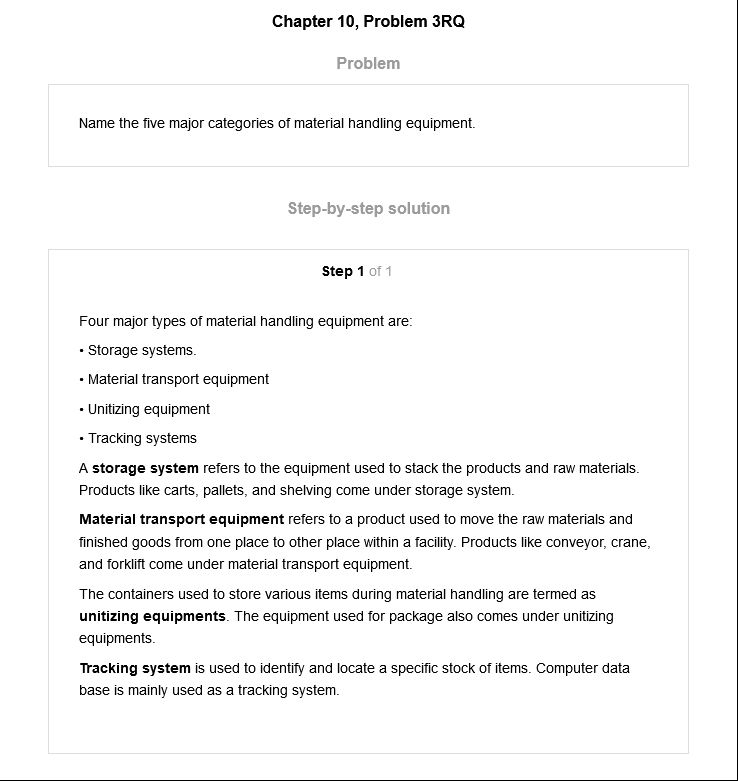 Chapter 10, Problem 3RQ
Problem
Name the five major categories of material handling equipment.
Step-by-step solution
Step 1 of 1
Four major types of material handling equipment are:
• Storage systems.
• Material transport equipment
• Unitizing equipment
• Tracking systems
A storage system refers to the equipment used to stack the products and raw materials.
Products like carts, pallets, and shelving come under storage system.
Material transport equipment refers to a product used to move the raw materials and
finished goods from one place to other place within a facility. Products like conveyor, crane,
and forklift come under material transport equipment.
The containers used to store various items during material handling are termed as
unitizing equipments. The equipment used for package also comes under unitizing
equipments.
Tracking system is used to identify and locate a specific stock of items. Computer data
base is mainly used as a tracking system.